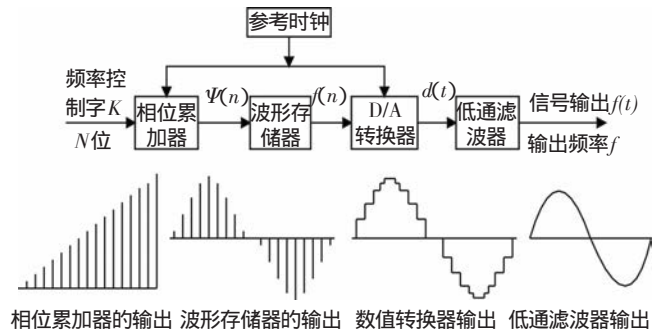 参考时钟
频率控
制字K
N位
相位累
加器
Ψ(n)
波形存
储器
f(n)
D/A
转换器
d(t)
低通滤
波器
信号输出f(t)
输出频率f
相位累加器的输出 波形存储器的输出 数值转换器输出 低通滤波器输出